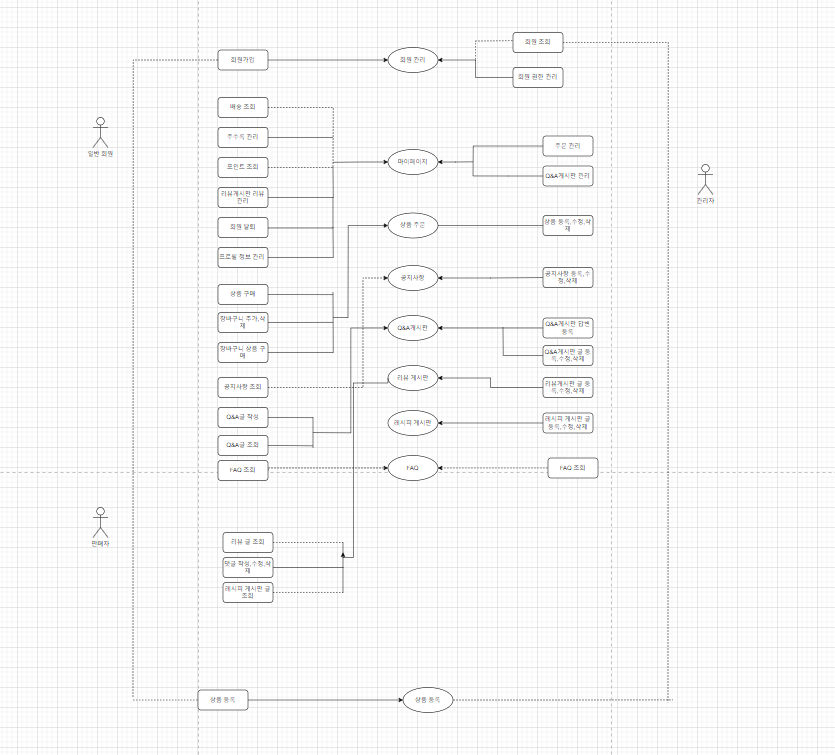 회원가입
회원 관리
회원 조회
회원 권한 관리
배송 조회
주소록 관리
포인트 조회
리뷰게시판 리뷰
관리
회원 탈퇴
프로필 정보 관리
일반 회원
마이페이지
주문 관리
Q&A게시판 관리
관리자
상품 주문
상품 등록,수정,삭
제
공지사항
공지사항 등록,수
정,삭제
상품 구매
장바구니 추가,삭
제
장바구니 상품 구
매
Q&A게시판
Q&A게시판 답변
등록
Q&A게시판 글 등
록,수정,삭제
공지사항 조회
리뷰 게시판
리뷰게시판 글 등
록,수정,삭제
Q&A글 작성
Q&A글 조회
레시피 게시판
레시피 게시판 글
등록,수정,삭제
FAQ 조회
FAQ
FAQ 조회
판매자
리뷰 글 조회
댓글 작성,수정,삭
제
레시피 게시판 글
조회
상품 등록
상품 등록